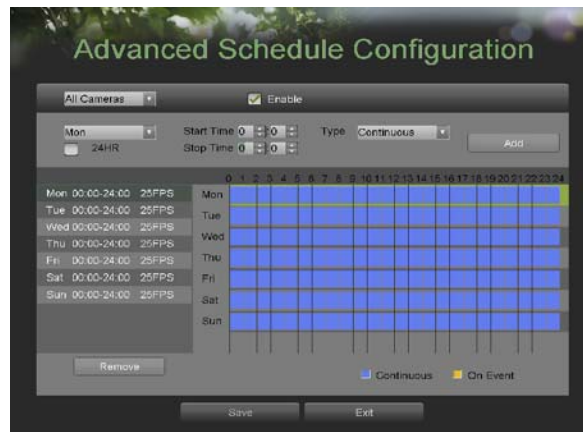 Advanced Schedule Configuration
All Cameras Enable
Mon Start Time 0 : 0 Type Continuous Add
24HR Stop Time 0 : 0
0 1 2 3 4 5 6 7 8 9 10 11 12 13 14 15 16 17 18 19 20 21 22 23 24
Mon 00:00-24:00 25FPS Mon
Tue 00:00-24:00 25FPS Tue
Wed 00:00-24:00 25FPS Wed
Thu 00:00-24:00 25FPS Thu
Fri 00:00-24:00 25FPS Fri
Sat 00:00-24:00 25FPS Sat
Sun 00:00-24:00 25FPS Sun
Remove Continuous On Event
Save Exit